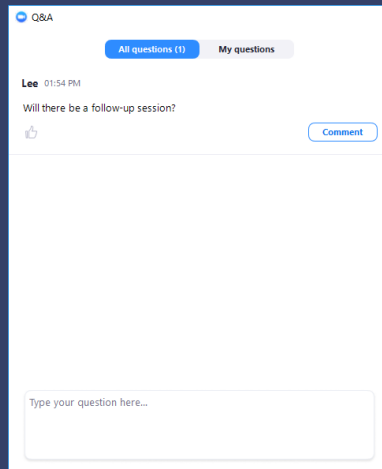 Q&A
All questions (1) My questions
Lee 01:54 PM
Will there be a follow-up session?
Comment
Type your question here...